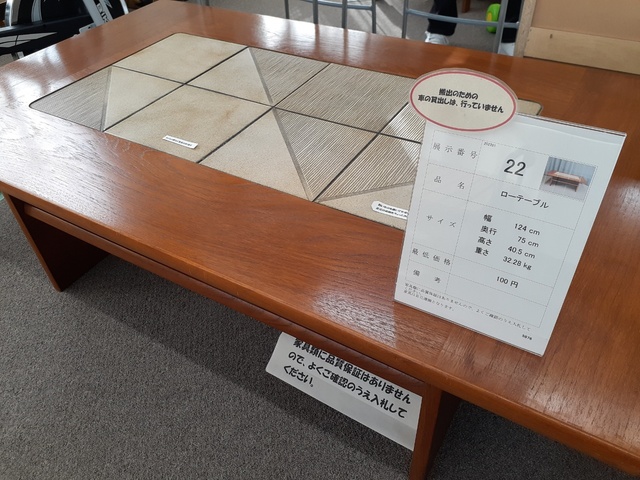 搬出のための
車の貸出しは、行っていません
展示番号 22
品名 ローテーブル
サイズ 幅 124 cm
奥行 75 cm
高さ 40.5 cm
重さ 32.28 kg
最低価格 100 円
備考
家具類に品質保証はありません
ので、よくご確認のうえ入札して
ください。